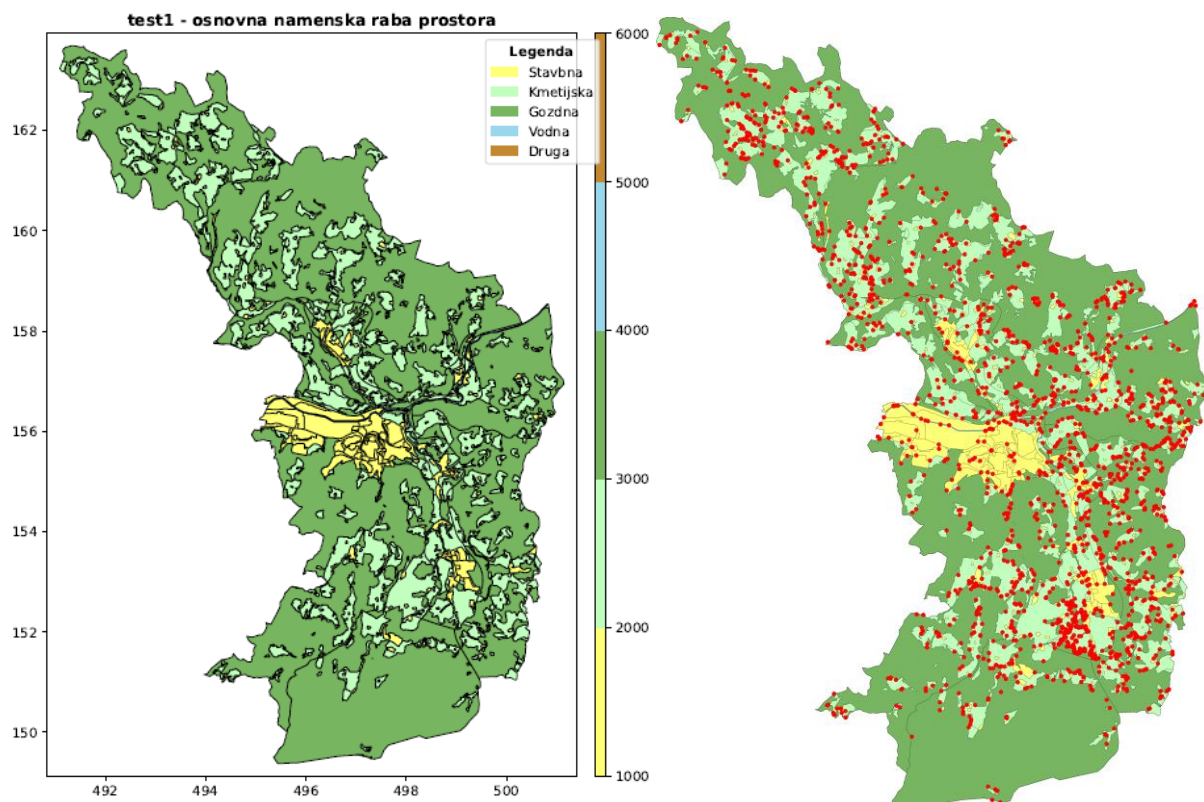 test1 - osnovna namenska raba prostora
Legenda
Stavbna
Kmetijska
Gozdna
Vodna
Druga
162
160
158
156
154
152
150
492
494
496
498
500
6000
5000
4000
3000
2000
1000